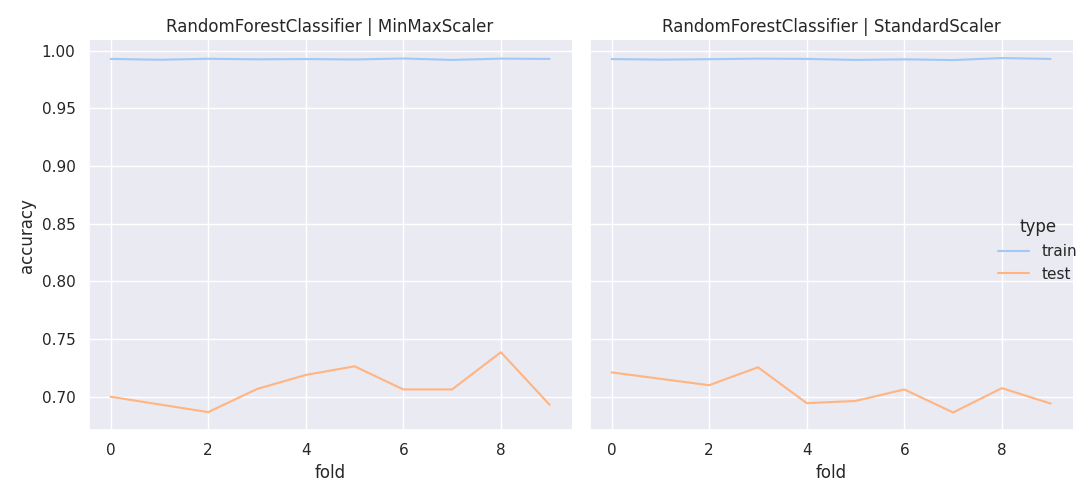 RandomForestClassifier | MinMaxScaler
RandomForestClassifier | StandardScaler
1.00
0.95
0.90
0.85
0.80
0.75
0.70
accuracy
0 2 4 6 8
fold
0 2 4 6 8
fold
type
train
test